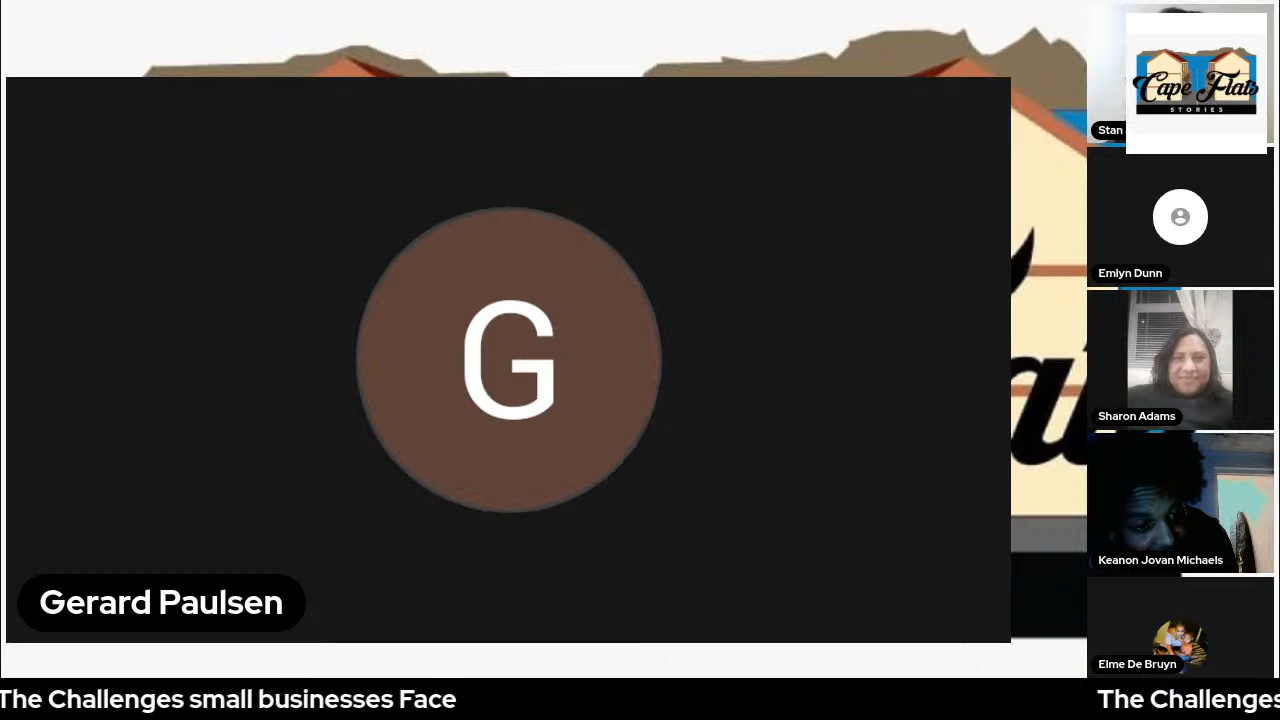 G
Gerard Paulsen
Stan
Cape Flats
STORIES
Emlyn Dunn
Sharon Adams
Keanon Jovan Michaels
Elme De Bruyn
The Challenges small businesses Face
The Challenges